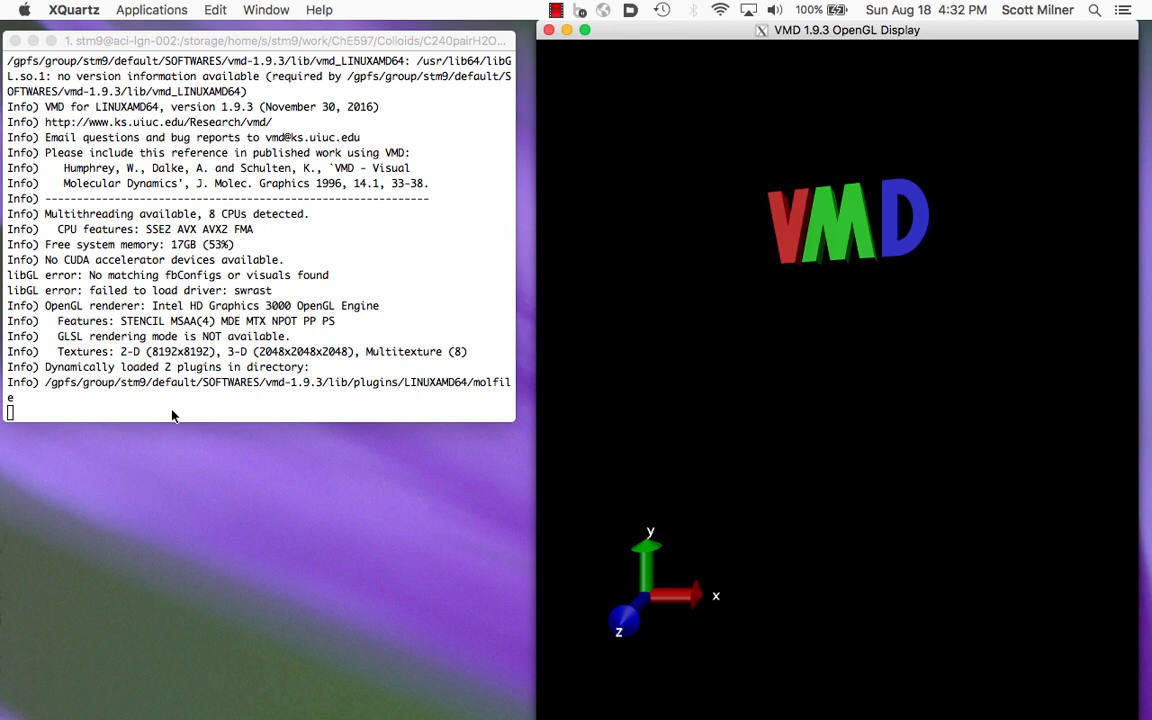 XQuartz Applications Edit Window Help 100% Sun Aug 18 4:32 PM Scott Milner
1. stm9@aci-lgn-002:/storage/home/s/stm9/work/ChE597/Colloids/C240pairH2O...
/gpfs/group/stm9/default/SOFTWARES/vmd-1.9.3/lib/vmd_LINUXAMD64: /usr/lib64/libG
L.so.1: no version information available (required by /gpfs/group/stm9/default/S
OFTWARES/vmd-1.9.3/lib/vmd_LINUXAMD64)
Info) VMD for LINUXAMD64, version 1.9.3 (November 30, 2016)
Info) http://www.ks.uiuc.edu/Research/vmd/
Info) Email questions and bug reports to vmd@ks.uiuc.edu
Info) Please include this reference in published work using VMD:
Info)    Humphrey, W., Dalke, A. and Schulten, K., `VMD - Visual
Info)    Molecular Dynamics', J. Molec. Graphics 1996, 14.1, 33-38.
Info) -------------------------------------------------------------
Info) Multithreading available, 8 CPUs detected.
Info)   CPU features: SSE2 AVX AVX2 FMA
Info) Free system memory: 17GB (53%)
Info) No CUDA accelerator devices available.
libGL error: No matching fbConfigs or visuals found
libGL error: failed to load driver: swrast
Info) OpenGL renderer: Intel HD Graphics 3000 OpenGL Engine
Info)   Features: STENCIL MSAA(4) MDE MTX NPOT PP PS
Info)   GLSL rendering mode is NOT available.
Info)   Textures: 2-D (8192x8192), 3-D (2048x2048x2048), Multitexture (8)
Info) Dynamically loaded 2 plugins in directory:
Info) /gpfs/group/stm9/default/SOFTWARES/vmd-1.9.3/lib/plugins/LINUXAMD64/molfil
e
VMD 1.9.3 OpenGL Display
VMD
y
x
z